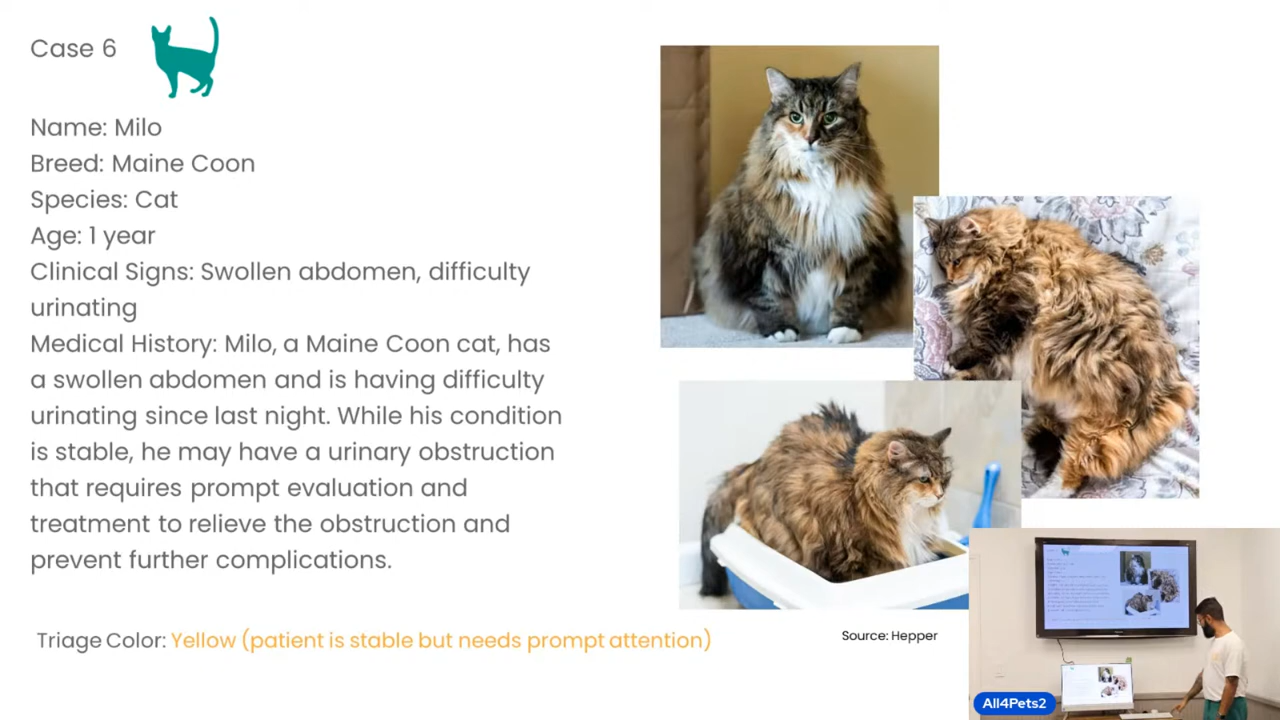 Case 6
Name: Milo
Breed: Maine Coon
Species: Cat
Age: 1 year
Clinical Signs: Swollen abdomen, difficulty
urinating
Medical History: Milo, a Maine Coon cat, has
a swollen abdomen and is having difficulty
urinating since last night. While his condition
is stable, he may have a urinary obstruction
that requires prompt evaluation and
treatment to relieve the obstruction and
prevent further complications.
Triage Color: Yellow (patient is stable but needs prompt attention)
Source: Hepper
All4Pets2